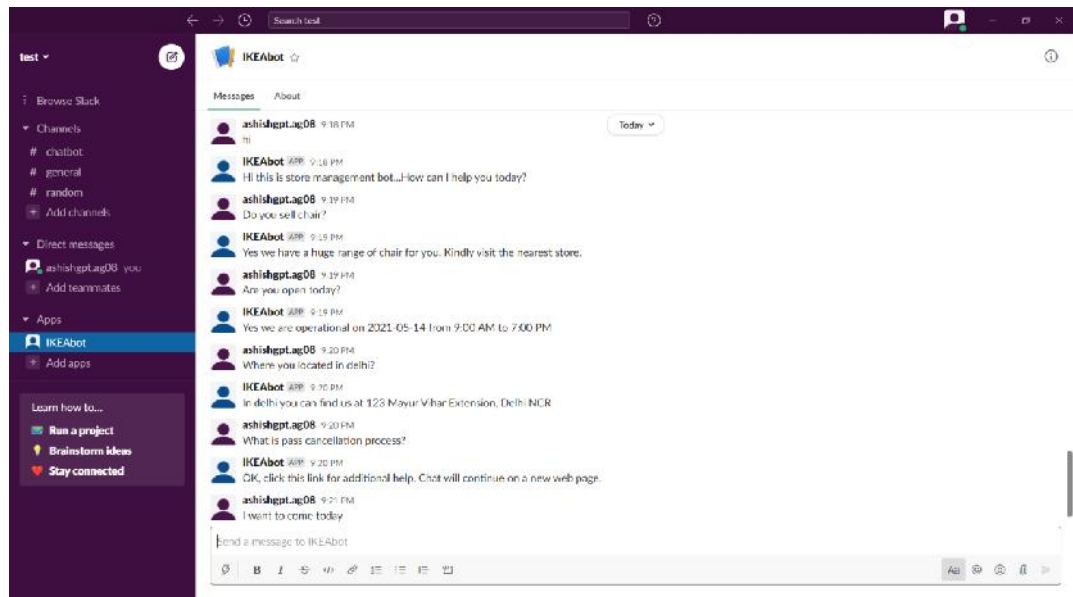 Search test
test
IKEAbot
Messages
About
Browse Slack
Channels
# chatbot
# general
# random
+ Add channels
Direct messages
ashishgpt.ag08 you
+ Add teammates
Apps
IKEAbot
+ Add apps
Learn how to...
Run a project
Brainstorm ideas
Stay connected
Today
ashishgpt.ag08 9:18 PM
hi
IKEAbot APP 9:18 PM
Hi this is store management bot...How can I help you today?
ashishgpt.ag08 9:19 PM
Do you sell chair?
IKEAbot APP 9:19 PM
Yes we have a huge range of chair for you. Kindly visit the nearest store.
ashishgpt.ag08 9:19 PM
Are you open today?
IKEAbot APP 9:19 PM
Yes we are operational on 2021-05-14 from 9:00 AM to 7:00 PM
ashishgpt.ag08 9:20 PM
Where you located in delhi?
IKEAbot APP 9:20 PM
In delhi you can find us at 123 Mayur Vihar Extension, Delhi NCR
ashishgpt.ag08 9:20 PM
What is pass cancellation process?
IKEAbot APP 9:20 PM
OK, click this link for additional help. Chat will continue on a new web page.
ashishgpt.ag08 9:21 PM
I want to come today
Send a message to IKEAbot
B I S </>
Aa @